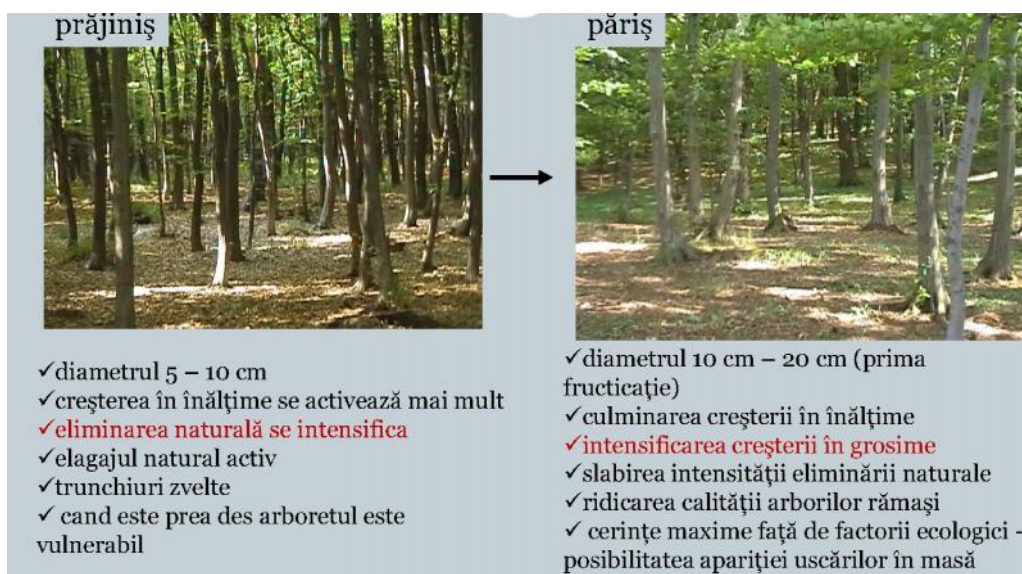 prăjiniş
✓diametrul 5 – 10 cm
✓creşterea în înălţime se activează mai mult
✓eliminarea naturală se intensifica
✓elagajul natural activ
✓trunchiuri zvelte
✓ cand este prea des arboretul este
vulnerabil
păriş
✓diametrul 10 cm – 20 cm (prima
fructicaţie)
✓culminarea creşterii în înălţime
✓intensificarea creşterii în grosime
✓slabirea intensităţii eliminării naturale
✓ridicarea calităţii arborilor rămaşi
✓ cerinţe maxime faţă de factorii ecologici -
posibilitatea apariţiei uscărilor în masă